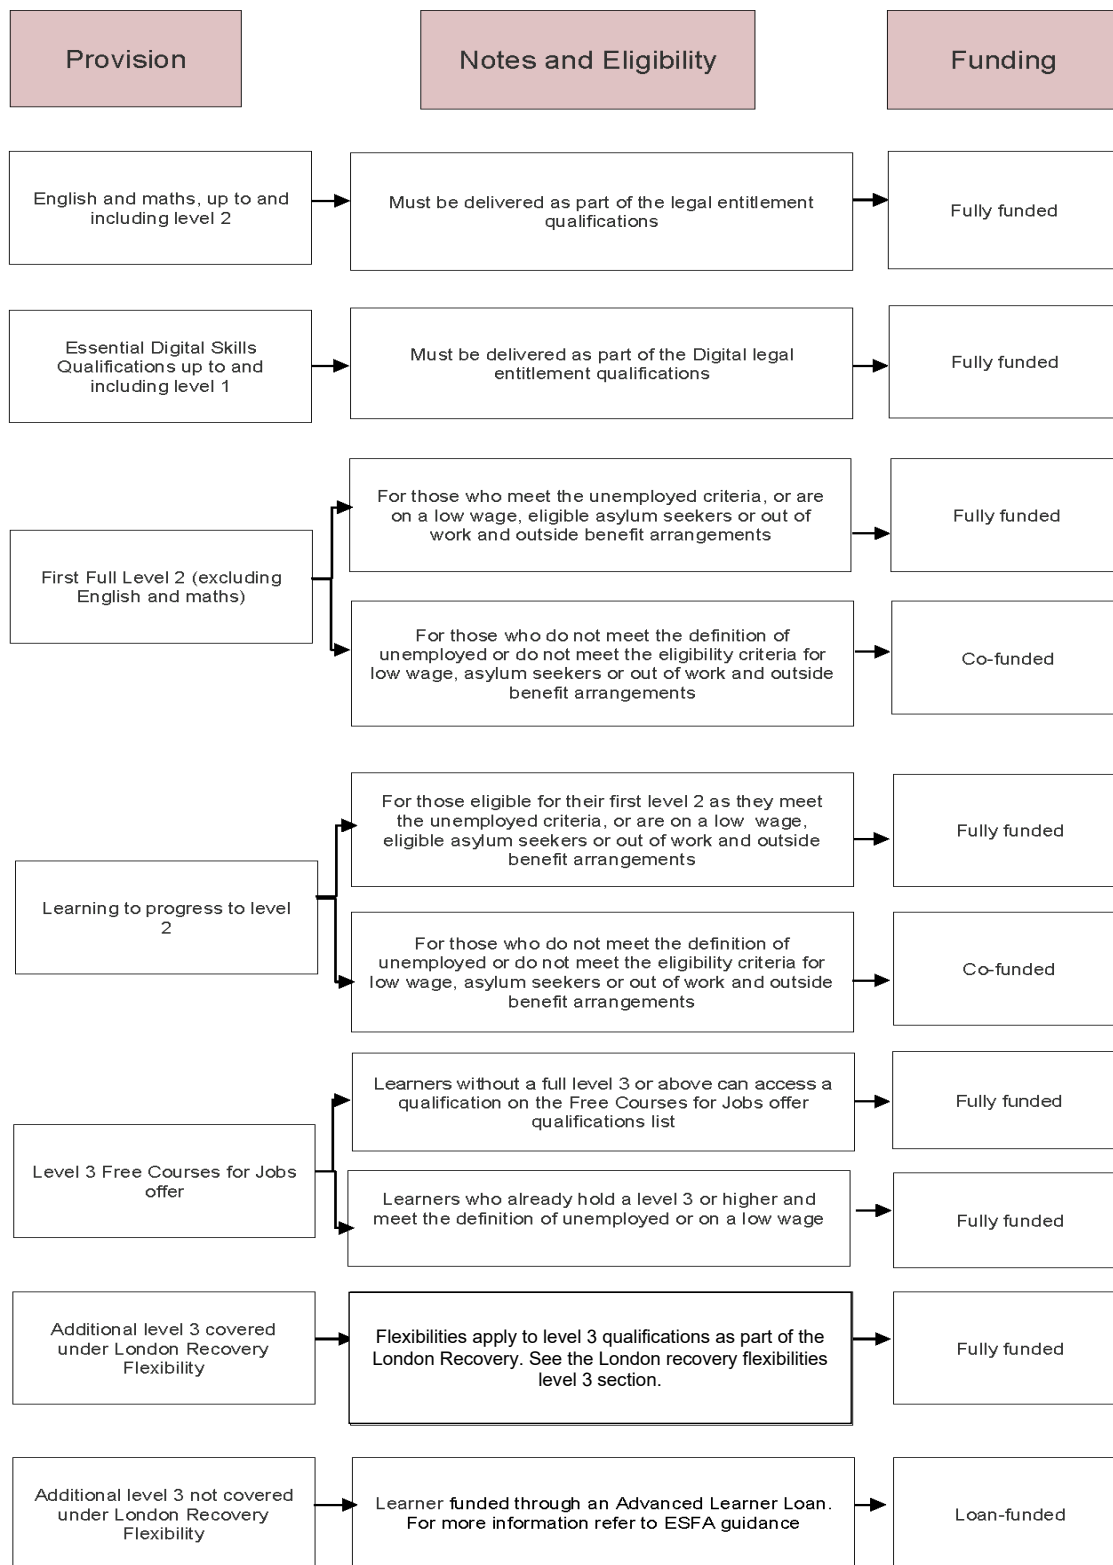 Provision
Notes and Eligibility
Funding
English and maths, up to and
including level 2
Must be delivered as part of the legal entitlement
qualifications
Fully funded
Essential Digital Skills
Qualifications up to and
including level 1
Must be delivered as part of the Digital legal
entitlement qualifications
Fully funded
First Full Level 2 (excluding
English and maths)
For those who meet the unemployed criteria, or are
on a low wage, eligible asylum seekers or out of
work and outside benefit arrangements
Fully funded
For those who do not meet the definition of
unemployed or do not meet the eligibility criteria for
low wage, asylum seekers or out of work and outside
benefit arrangements
Co-funded
Learning to progress to level
2
For those eligible for their first level 2 as they meet
the unemployed criteria, or are on a low wage,
eligible asylum seekers or out of work and outside
benefit arrangements
Fully funded
For those who do not meet the definition of
unemployed or do not meet the eligibility criteria for
low wage, asylum seekers or out of work and outside
benefit arrangements
Co-funded
Level 3 Free Courses for Jobs
offer
Learners without a full level 3 or above can access a
qualification on the Free Courses for Jobs offer
qualifications list
Fully funded
Learners who already hold a level 3 or higher and
meet the definition of unemployed or on a low wage
Fully funded
Additional level 3 covered
under London Recovery
Flexibility
Flexibilities apply to level 3 qualifications as part of the
London Recovery. See the London recovery flexibilities
level 3 section.
Fully funded
Additional level 3 not covered
under London Recovery
Flexibility
Learner funded through an Advanced Learner Loan.
For more information refer to ESFA guidance
Loan-funded